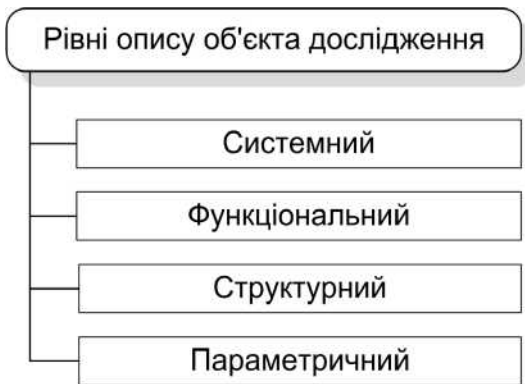 Рівні опису об'єкта дослідження
Системний
Функціональний
Структурний
Параметричний